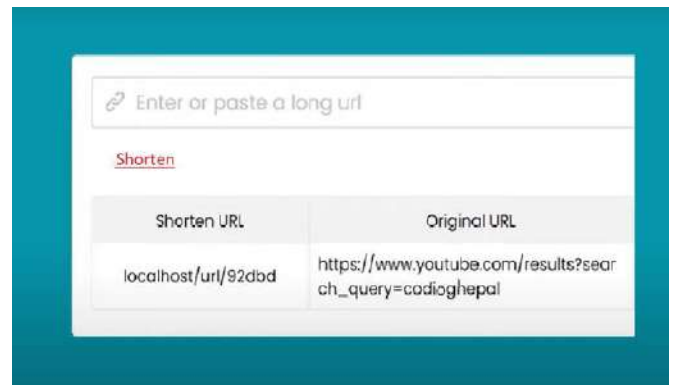 Enter or paste a long url
Shorten
Shorten URL
Original URL
localhost/url/92dbd
https://www.youtube.com/results?sear
ch_query=codioghepal